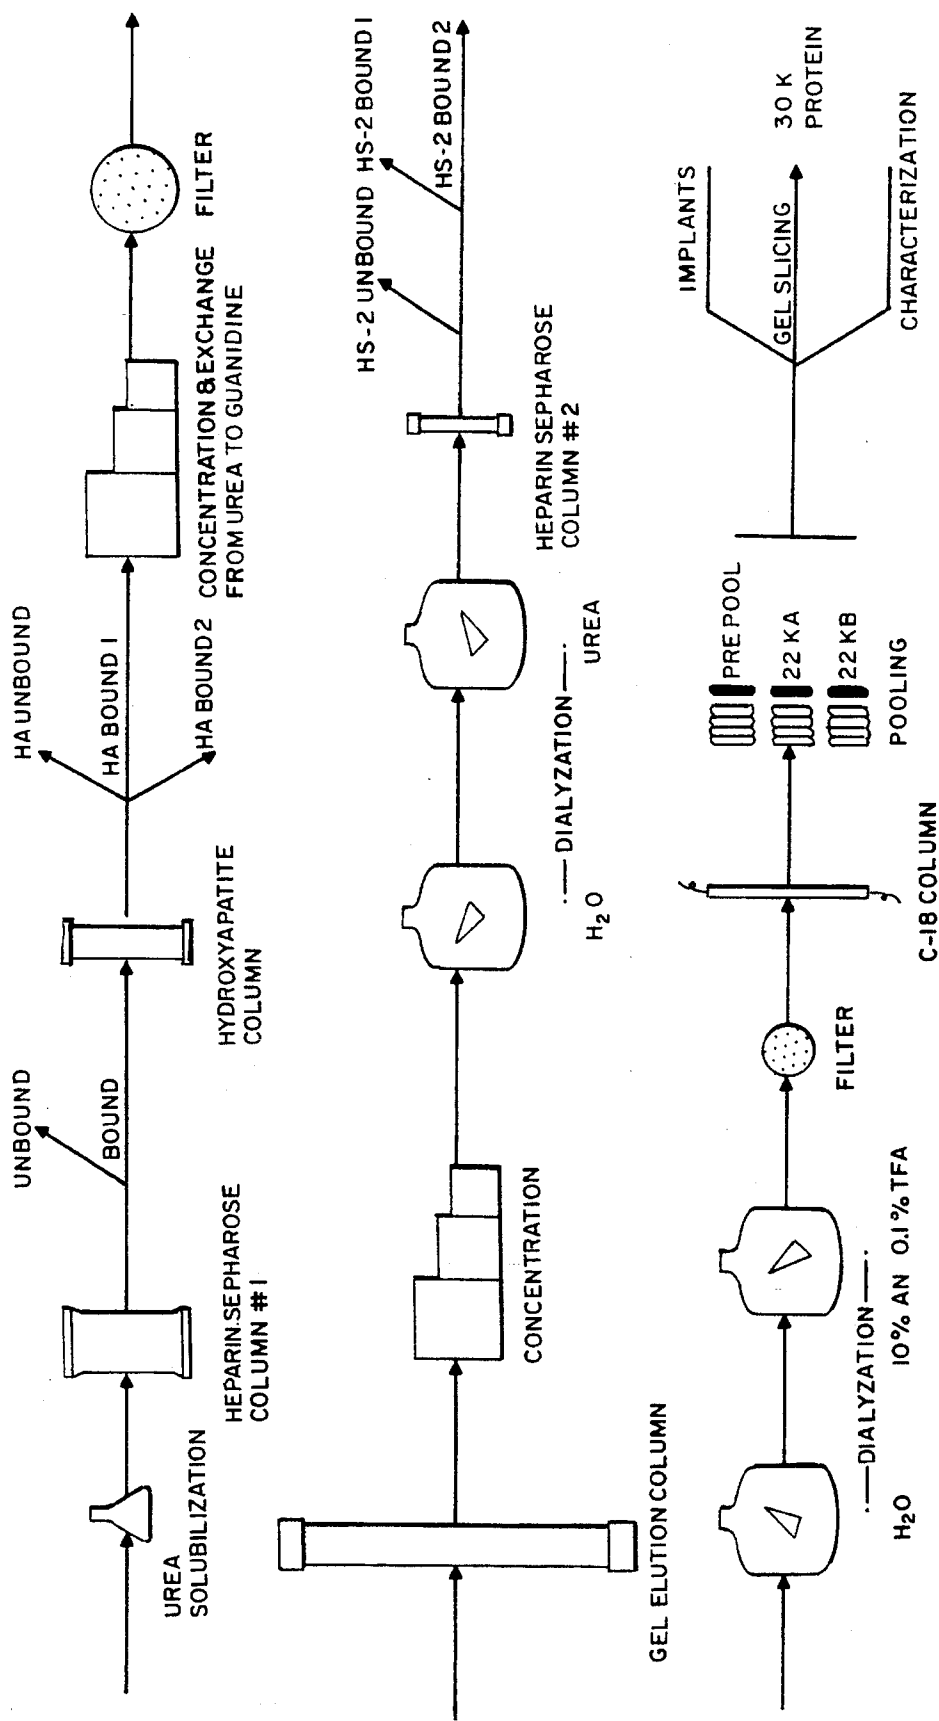 UREA
SOLUBILIZATION
HEPARIN SEPHAROSE
COLUMN #1
UNBOUND
BOUND
HYDROXYAPATITE
COLUMN
HA UNBOUND
HA BOUND 1
HA BOUND 2
CONCENTRATION & EXCHANGE
FROM UREA TO GUANIDINE
FILTER
GEL ELUTION COLUMN
CONCENTRATION
H2O
DIALYZATION
UREA
HEPARIN SEPHAROSE
COLUMN #2
HS-2 UNBOUND
HS-2 BOUND 1
HS-2 BOUND 2
H2O
DIALYZATION
10% AN 0.1% TFA
FILTER
C-18 COLUMN
PRE POOL
22 KA
22 KB
POOLING
IMPLANTS
GEL SLICING
30 K
PROTEIN
CHARACTERIZATION